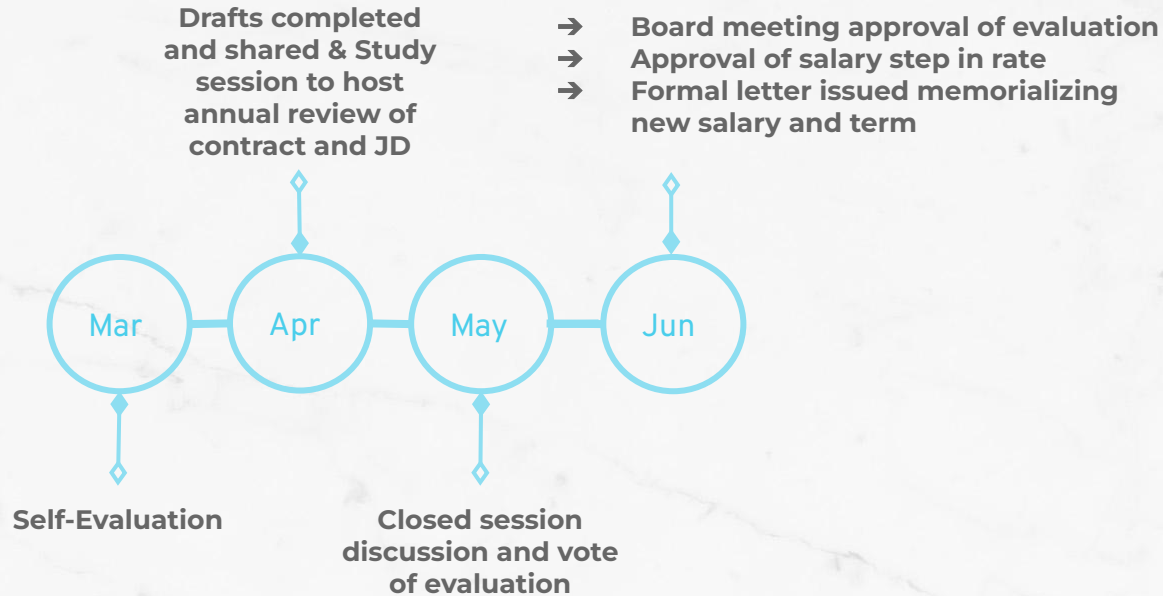 Drafts completed
and shared & Study
session to host
annual review of
contract and JD
➔ Board meeting approval of evaluation
➔ Approval of salary step in rate
➔ Formal letter issued memorializing
new salary and term
Mar
Apr
May
Jun
Self-Evaluation
Closed session
discussion and vote
of evaluation